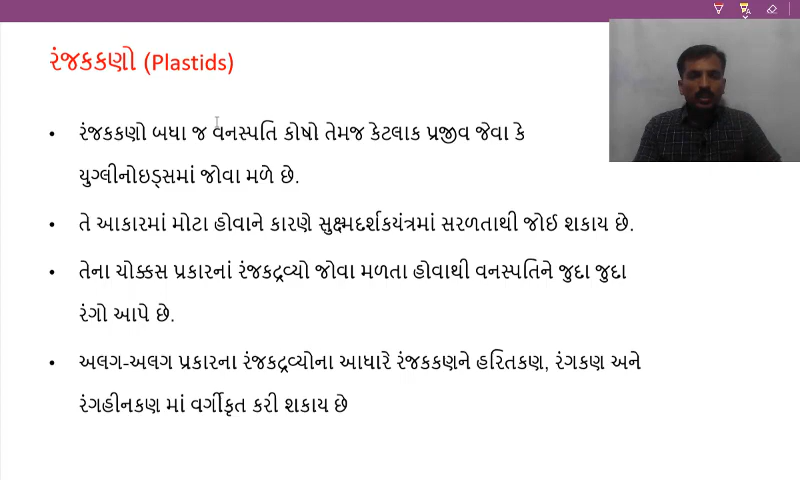 રંજકકણો (Plastids)
• રંજકકણો બધા જ વનસ્પતિ કોષો તેમજ કેટલાક પ્રજીવ જેવા કે
યુગ્લીનોઇડ્સમાં જોવા મળે છે.
• તે આકારમાં મોટા હોવાને કારણે સુક્ષ્મદર્શકયંત્રમાં સરળતાથી જોઈ શકાય છે.
• તેના ચોક્કસ પ્રકારનાં રંજકદ્રવ્યો જોવા મળતા હોવાથી વનસ્પતિને જુદા જુદા
રંગો આપે છે.
• અલગ-અલગ પ્રકારના રંજકદ્રવ્યોના આધારે રંજકકણને હરિતકણ, રંગકણ અને
રંગહીનકણ માં વર્ગીકૃત કરી શકાય છે